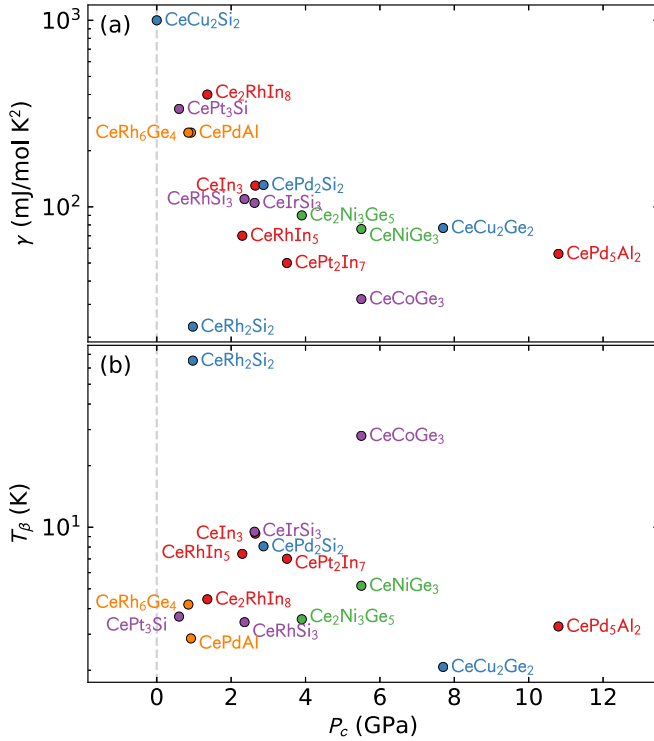 (a)
10³
10²
γ (mJ/mol K²)
CeCu₂Si₂
Ce₂RhIn₈
CePt₃Si
CeRh₆Ge₄ CePdAl
CeIn₃ CePd₂Si₂
CeRhSi₃ CeIrSi₃
Ce₂Ni₃Ge₅
CeRhIn₅ CeNiGe₃ CeCu₂Ge₂
CePt₂In₇ CePd₅Al₂
CeCoGe₃
CeRh₂Si₂
(b)
10¹
T_β (K)
CeRh₂Si₂
CeCoGe₃
CeIn₃ CeIrSi₃
CeRhIn₅ CePd₂Si₂
CePt₂In₇
CeNiGe₃
CeRh₆Ge₄ Ce₂RhIn₈
CePt₃Si CeRhSi₃ Ce₂Ni₃Ge₅ CePd₅Al₂
CePdAl
CeCu₂Ge₂
0 2 4 6 8 10 12
P_c (GPa)